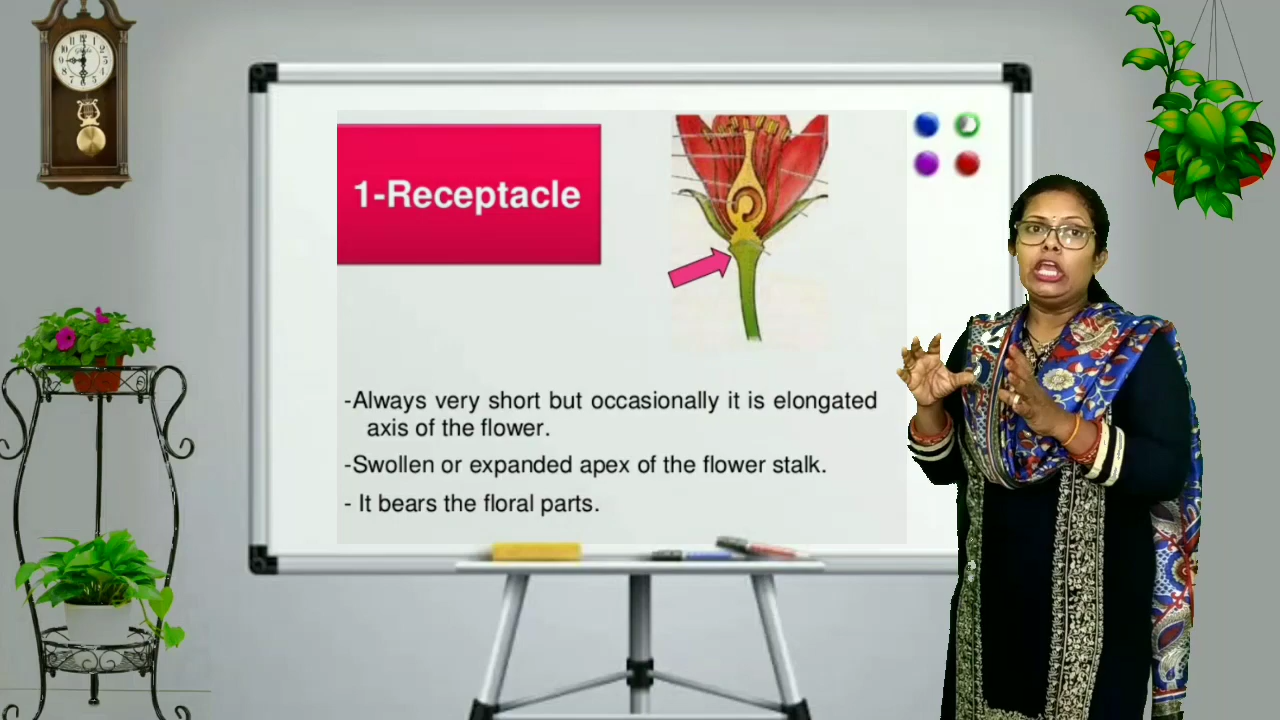 1-Receptacle
-Always very short but occasionally it is elongated
axis of the flower.
-Swollen or expanded apex of the flower stalk.
- It bears the floral parts.